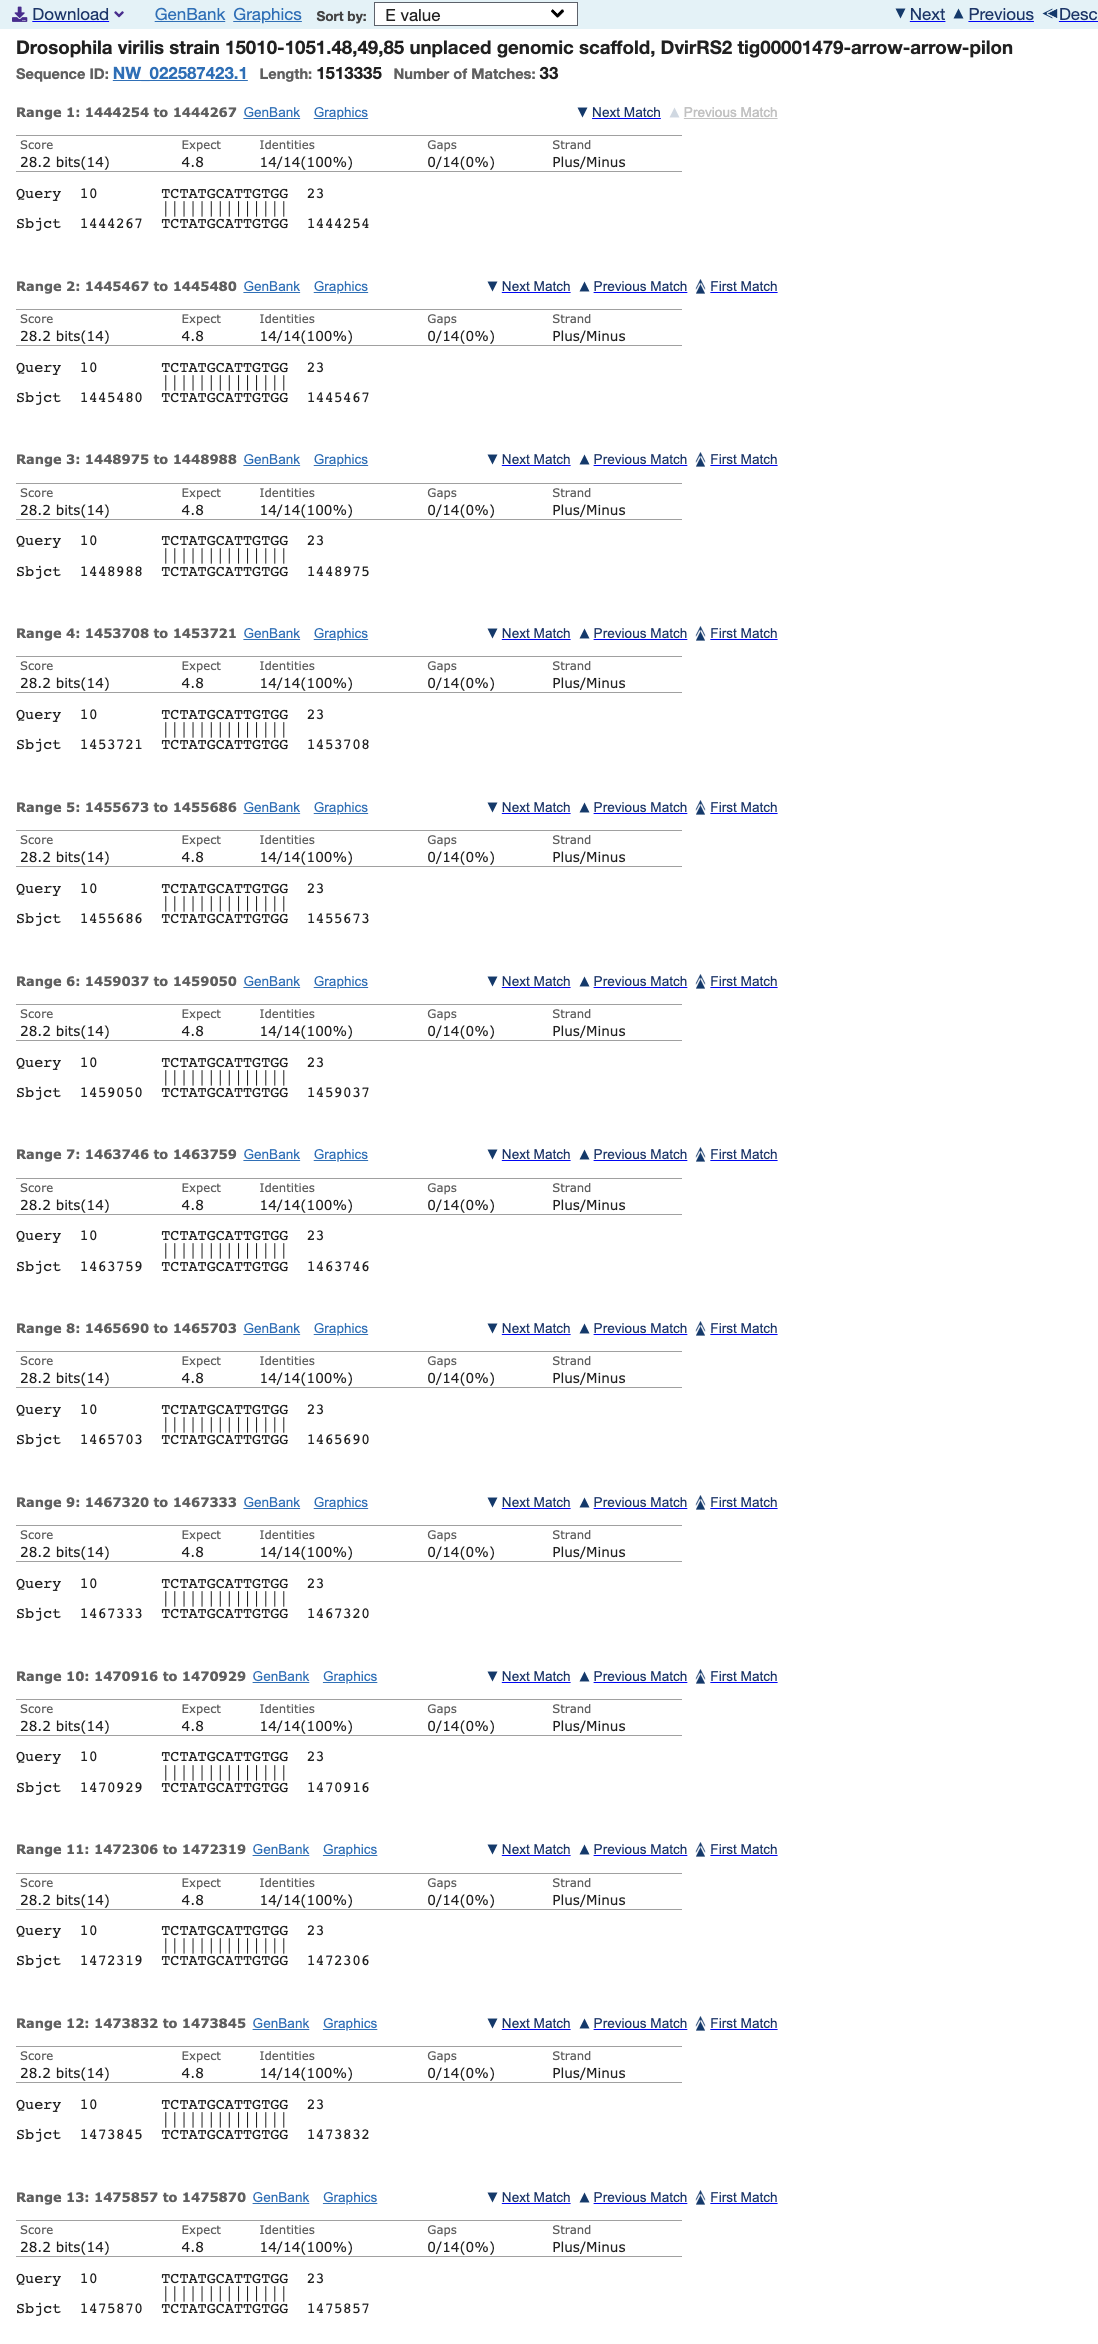 Download GenBank Graphics Sort by: E value Next Previous Desc
Drosophila virilis strain 15010-1051.48,49,85 unplaced genomic scaffold, DvirRS2 tig00001479-arrow-arrow-pilon
Sequence ID: NW_022587423.1 Length: 1513335 Number of Matches: 33
Range 1: 1444254 to 1444267 GenBank Graphics Next Match Previous Match
Score Expect Identities Gaps Strand
28.2 bits(14) 4.8 14/14(100%) 0/14(0%) Plus/Minus
Query 10 TCTATGCATTGTGG 23
||||||||||||||
Sbjct 1444267 TCTATGCATTGTGG 1444254
Range 2: 1445467 to 1445480 GenBank Graphics Next Match Previous Match First Match
Score Expect Identities Gaps Strand
28.2 bits(14) 4.8 14/14(100%) 0/14(0%) Plus/Minus
Query 10 TCTATGCATTGTGG 23
||||||||||||||
Sbjct 1445480 TCTATGCATTGTGG 1445467
Range 3: 1448975 to 1448988 GenBank Graphics Next Match Previous Match First Match
Score Expect Identities Gaps Strand
28.2 bits(14) 4.8 14/14(100%) 0/14(0%) Plus/Minus
Query 10 TCTATGCATTGTGG 23
||||||||||||||
Sbjct 1448988 TCTATGCATTGTGG 1448975
Range 4: 1453708 to 1453721 GenBank Graphics Next Match Previous Match First Match
Score Expect Identities Gaps Strand
28.2 bits(14) 4.8 14/14(100%) 0/14(0%) Plus/Minus
Query 10 TCTATGCATTGTGG 23
||||||||||||||
Sbjct 1453721 TCTATGCATTGTGG 1453708
Range 5: 1455673 to 1455686 GenBank Graphics Next Match Previous Match First Match
Score Expect Identities Gaps Strand
28.2 bits(14) 4.8 14/14(100%) 0/14(0%) Plus/Minus
Query 10 TCTATGCATTGTGG 23
||||||||||||||
Sbjct 1455686 TCTATGCATTGTGG 1455673
Range 6: 1459037 to 1459050 GenBank Graphics Next Match Previous Match First Match
Score Expect Identities Gaps Strand
28.2 bits(14) 4.8 14/14(100%) 0/14(0%) Plus/Minus
Query 10 TCTATGCATTGTGG 23
||||||||||||||
Sbjct 1459050 TCTATGCATTGTGG 1459037
Range 7: 1463746 to 1463759 GenBank Graphics Next Match Previous Match First Match
Score Expect Identities Gaps Strand
28.2 bits(14) 4.8 14/14(100%) 0/14(0%) Plus/Minus
Query 10 TCTATGCATTGTGG 23
||||||||||||||
Sbjct 1463759 TCTATGCATTGTGG 1463746
Range 8: 1465690 to 1465703 GenBank Graphics Next Match Previous Match First Match
Score Expect Identities Gaps Strand
28.2 bits(14) 4.8 14/14(100%) 0/14(0%) Plus/Minus
Query 10 TCTATGCATTGTGG 23
||||||||||||||
Sbjct 1465703 TCTATGCATTGTGG 1465690
Range 9: 1467320 to 1467333 GenBank Graphics Next Match Previous Match First Match
Score Expect Identities Gaps Strand
28.2 bits(14) 4.8 14/14(100%) 0/14(0%) Plus/Minus
Query 10 TCTATGCATTGTGG 23
||||||||||||||
Sbjct 1467333 TCTATGCATTGTGG 1467320
Range 10: 1470916 to 1470929 GenBank Graphics Next Match Previous Match First Match
Score Expect Identities Gaps Strand
28.2 bits(14) 4.8 14/14(100%) 0/14(0%) Plus/Minus
Query 10 TCTATGCATTGTGG 23
||||||||||||||
Sbjct 1470929 TCTATGCATTGTGG 1470916
Range 11: 1472306 to 1472319 GenBank Graphics Next Match Previous Match First Match
Score Expect Identities Gaps Strand
28.2 bits(14) 4.8 14/14(100%) 0/14(0%) Plus/Minus
Query 10 TCTATGCATTGTGG 23
||||||||||||||
Sbjct 1472319 TCTATGCATTGTGG 1472306
Range 12: 1473832 to 1473845 GenBank Graphics Next Match Previous Match First Match
Score Expect Identities Gaps Strand
28.2 bits(14) 4.8 14/14(100%) 0/14(0%) Plus/Minus
Query 10 TCTATGCATTGTGG 23
||||||||||||||
Sbjct 1473845 TCTATGCATTGTGG 1473832
Range 13: 1475857 to 1475870 GenBank Graphics Next Match Previous Match First Match
Score Expect Identities Gaps Strand
28.2 bits(14) 4.8 14/14(100%) 0/14(0%) Plus/Minus
Query 10 TCTATGCATTGTGG 23
||||||||||||||
Sbjct 1475870 TCTATGCATTGTGG 1475857